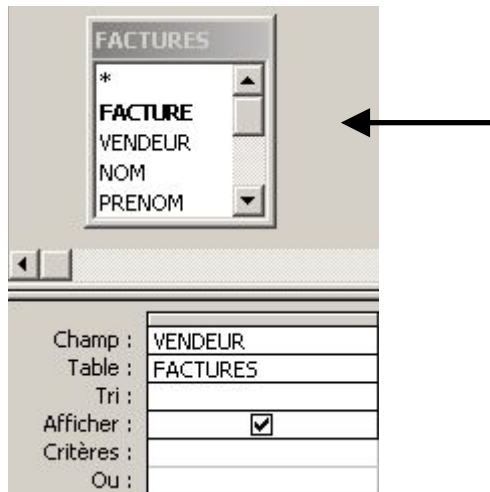 FACTURES
*
FACTURE
VENDEUR
NOM
PRENOM
Champ : VENDEUR
Table : FACTURES
Tri :
Afficher :
Critères :
Ou :